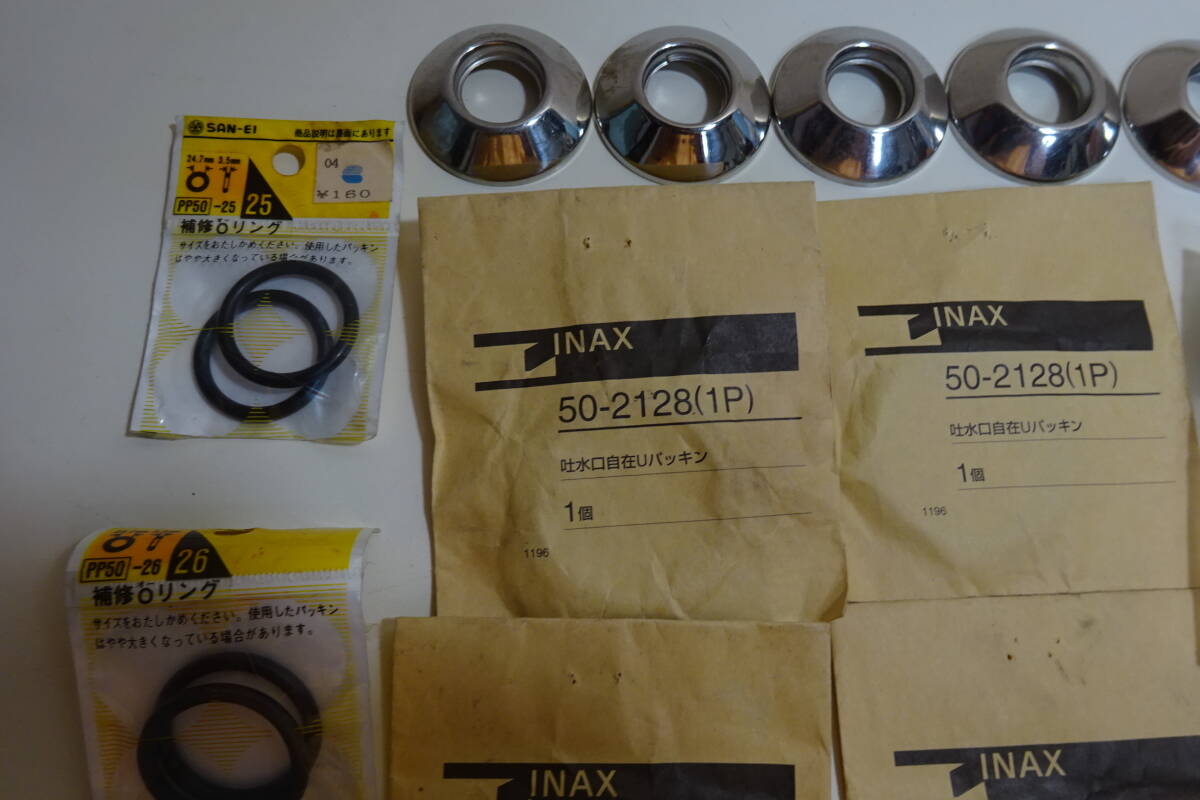 SAN-EI
商品説明は裏面にあります
24.7mm 3.5mm
04
¥160
PP50 -25 25
補修Oリング
サイズをおたしかめください。使用したパッキン
はやや大きくなっている場合があります。
INAX
50-2128(1P)
吐水口自在Uパッキン
1個
1196
INAX
50-2128(1P)
吐水口自在Uパッキン
1個
1196
PP50 -26 26
補修Oリング
サイズをおたしかめください。使用したパッキン
はやや大きくなっている場合があります。
INAX
INAX